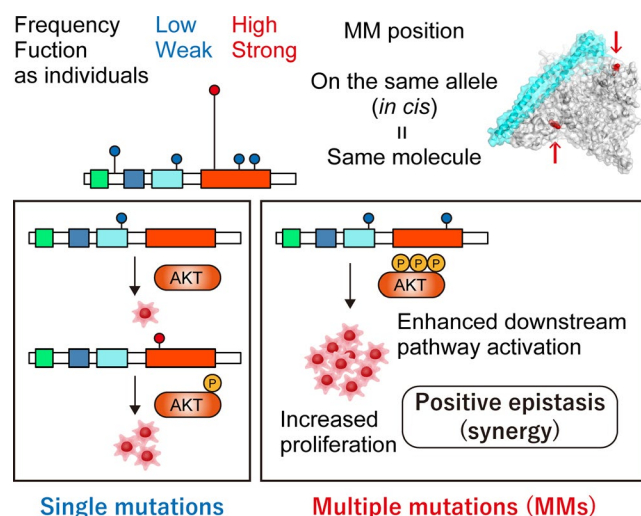 Frequency Low High
Fuction Weak Strong
as individuals
MM position
On the same allele
(in cis)
=
Same molecule
AKT
P
AKT
Single mutations
P P P
AKT
Enhanced downstream
pathway activation
Increased
proliferation
Positive epistasis
(synergy)
Multiple mutations (MMs)